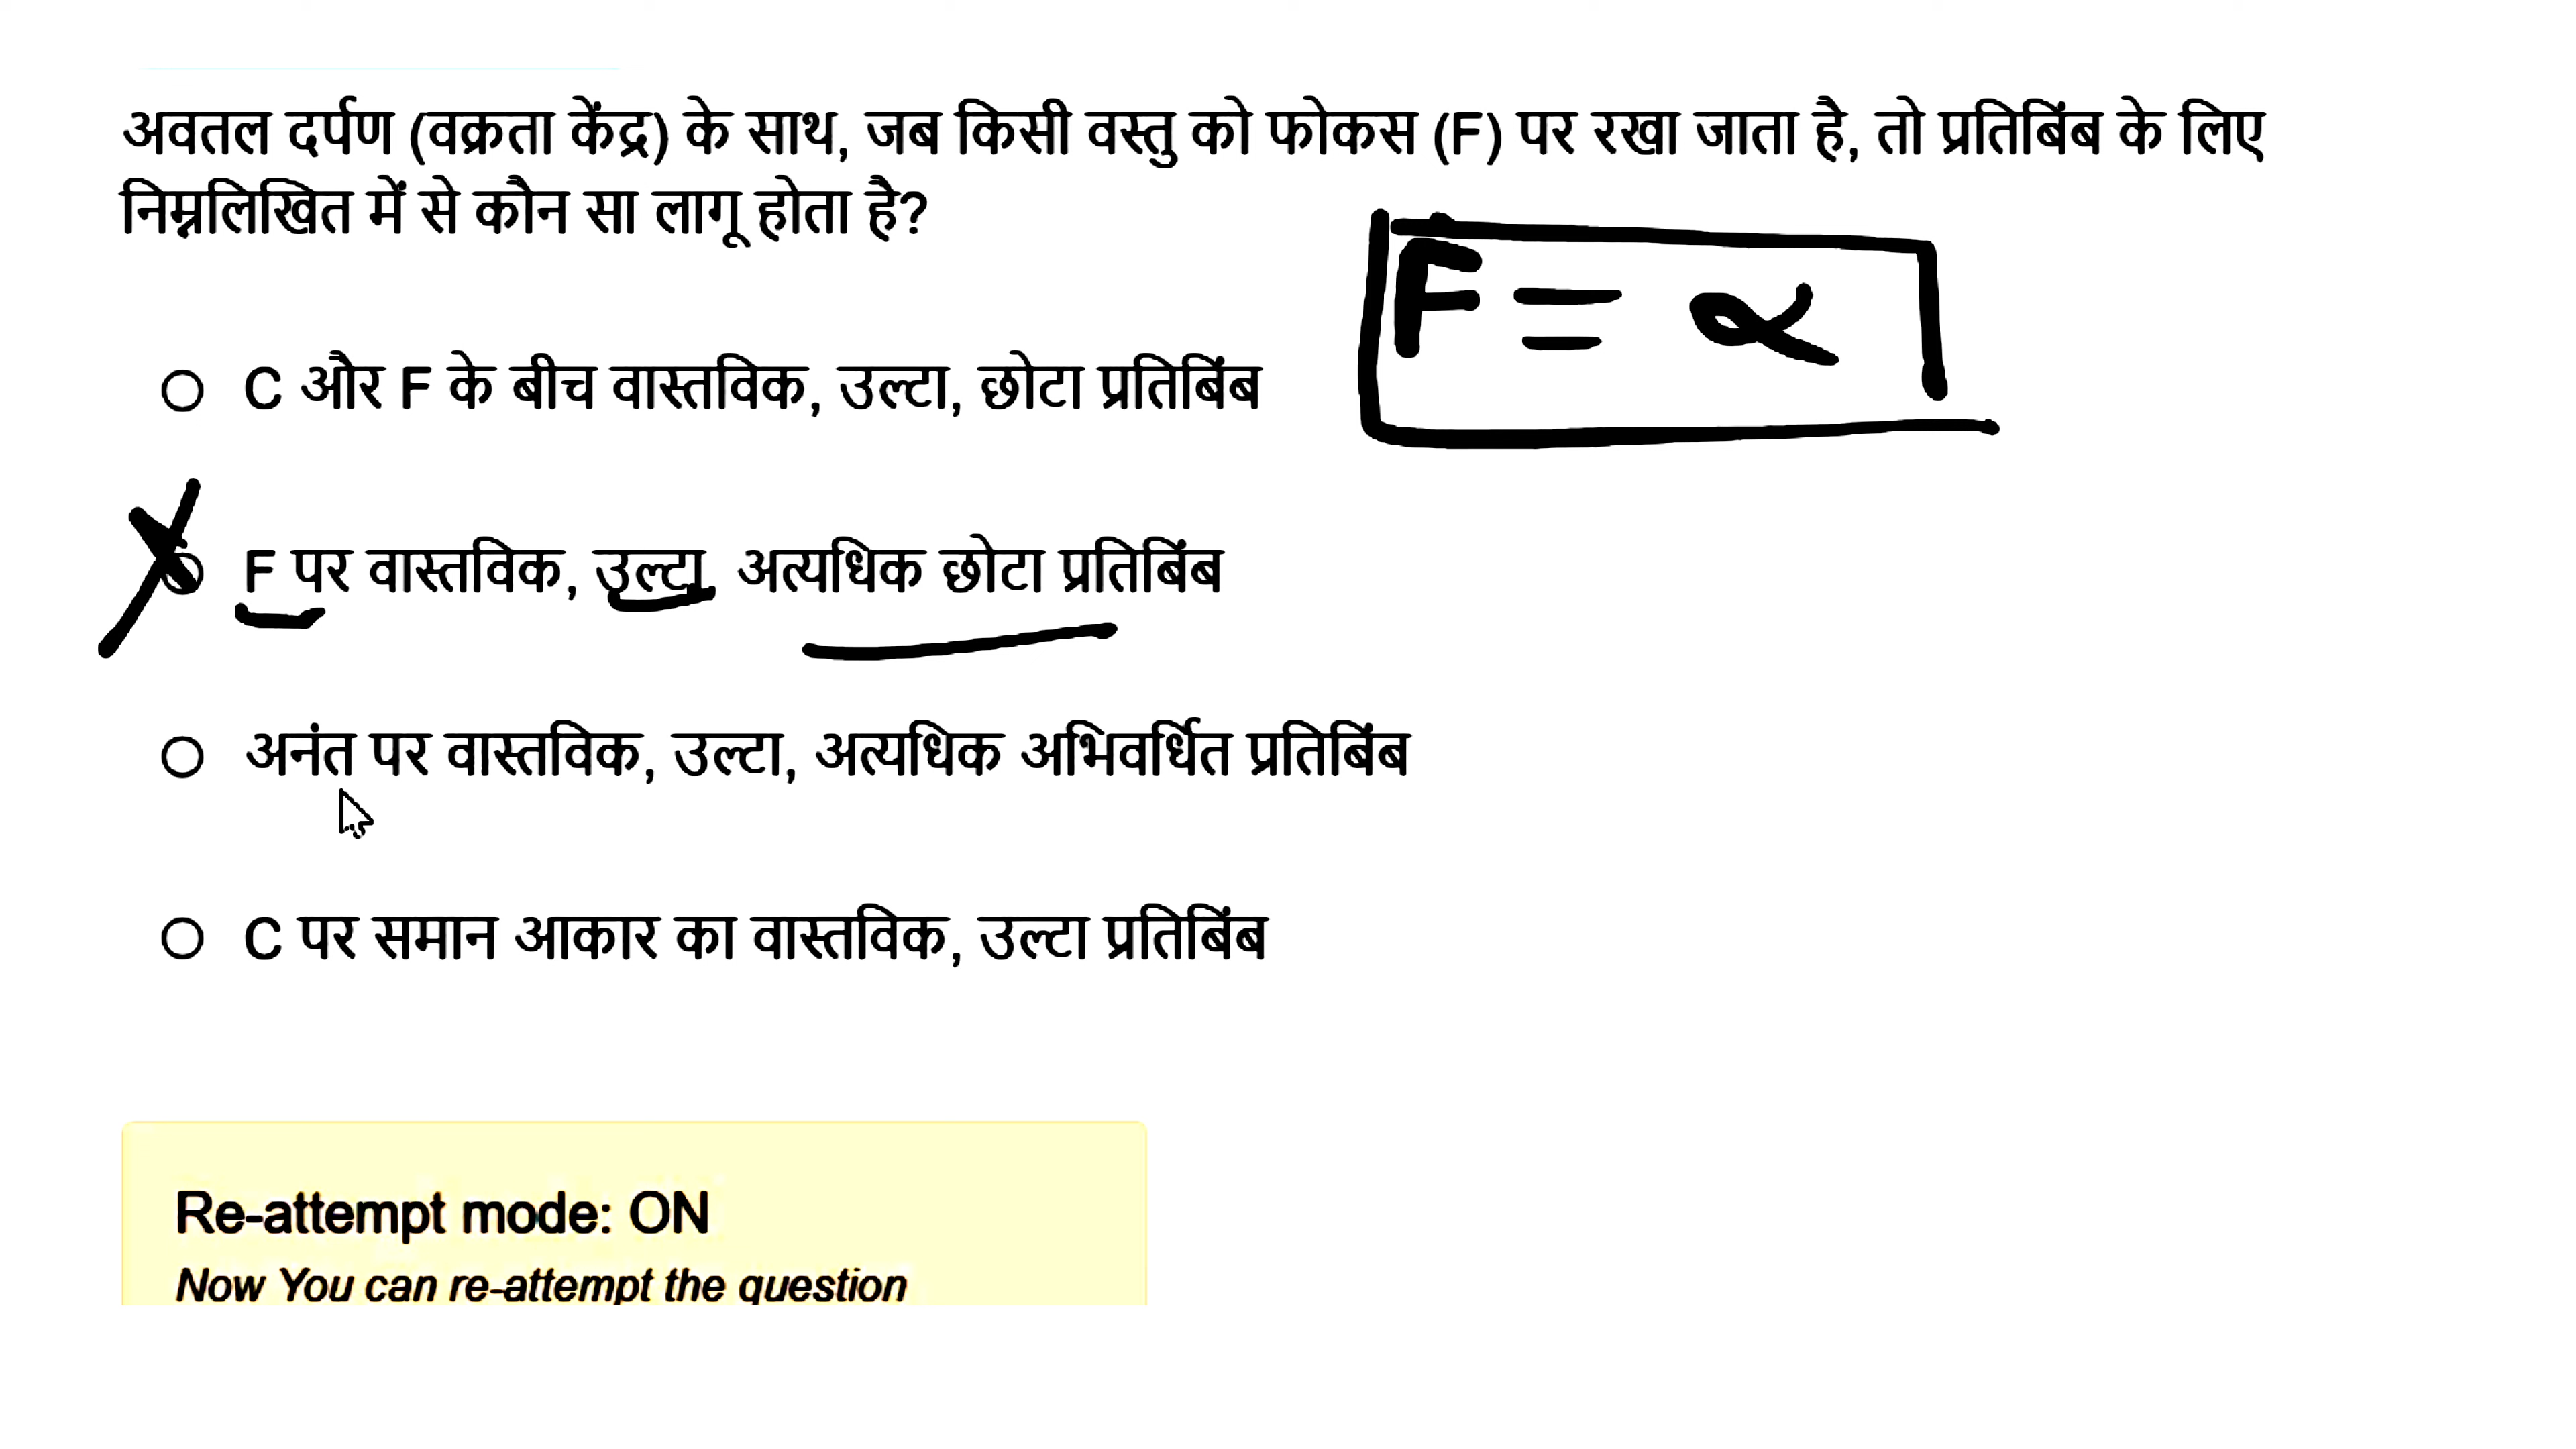 अवतल दर्पण (वक्रता केंद्र) के साथ, जब किसी वस्तु को फोकस (F) पर रखा जाता है, तो प्रतिबिंब के लिए
निम्नलिखित में से कौन सा लागू होता है?
F = α
C और F के बीच वास्तविक, उल्टा, छोटा प्रतिबिंब
F पर वास्तविक, उल्टा, अत्यधिक छोटा प्रतिबिंब
अनंत पर वास्तविक, उल्टा, अत्यधिक अभिवर्धित प्रतिबिंब
C पर समान आकार का वास्तविक, उल्टा प्रतिबिंब
Re-attempt mode: ON
Now You can re-attempt the question